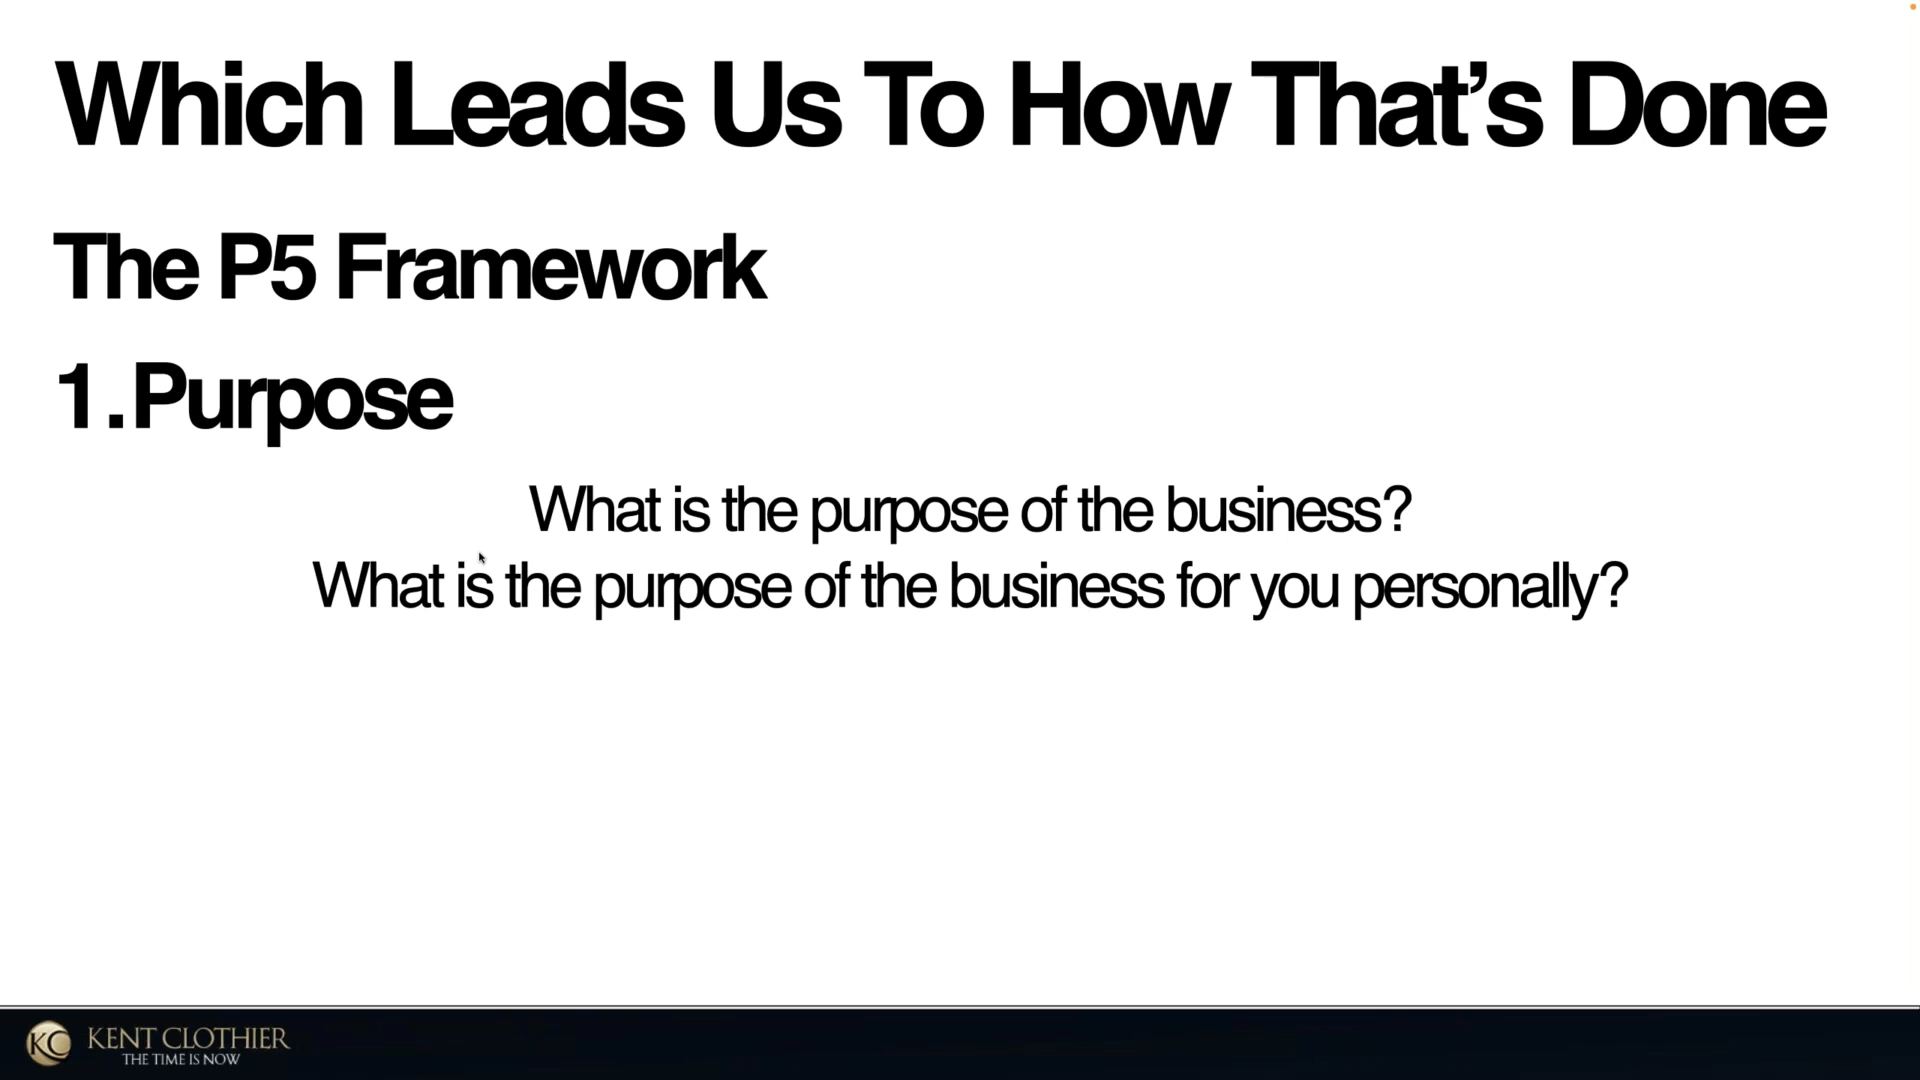 Which Leads Us To How That’s Done
The P5 Framework
1. Purpose
What is the purpose of the business?
What is the purpose of the business for you personally?
KC KENT CLOTHIER
THE TIME IS NOW